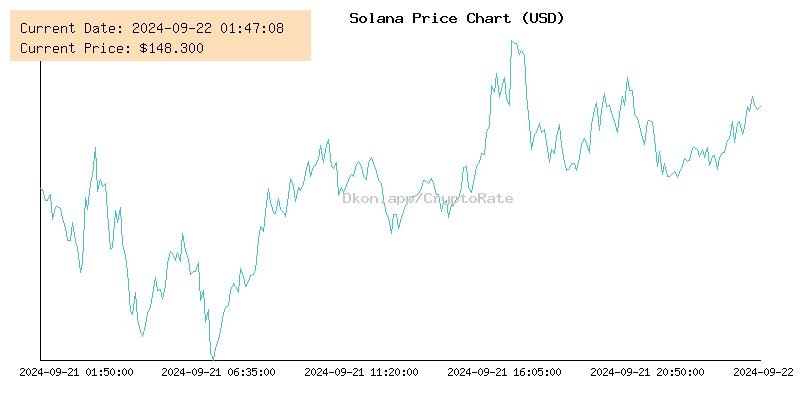 Solana Price Chart (USD)
Current Date: 2024-09-22 01:47:08
Current Price: $148.300
Dkon.app/CryptoRate
2024-09-21 01:50:00 2024-09-21 06:35:00 2024-09-21 11:20:00 2024-09-21 16:05:00 2024-09-21 20:50:00 2024-09-22